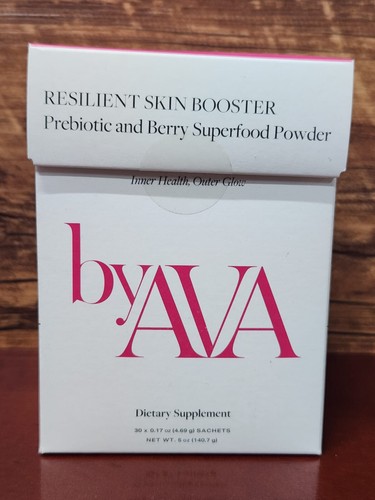 RESILIENT SKIN BOOSTER
Prebiotic and Berry Superfood Powder
Inner Health, Outer Glow
byAVA
Dietary Supplement
30 x 0.17 oz (4.69 g) SACHETS
NET WT. 5 oz (140.7 g)